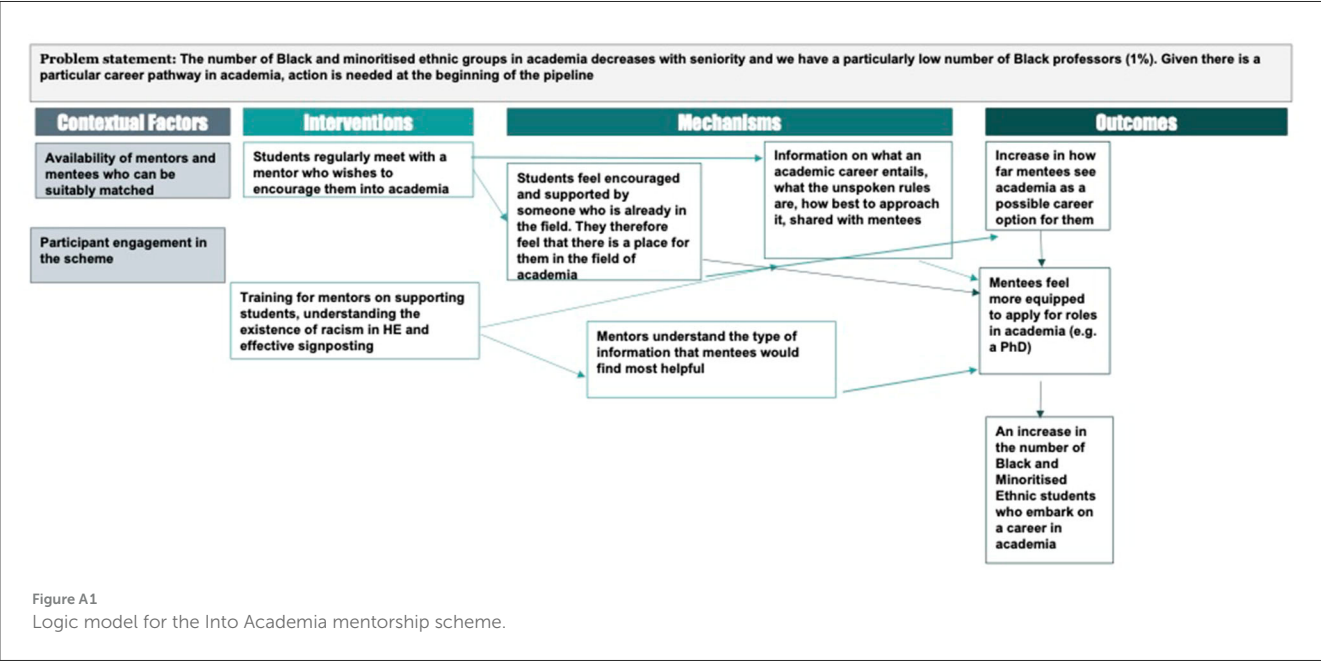 Problem statement: The number of Black and minoritised ethnic groups in academia decreases with seniority and we have a particularly low number of Black professors (1%). Given there is a
particular career pathway in academia, action is needed at the beginning of the pipeline
Contextual Factors
Availability of mentors and
mentees who can be
suitably matched
Participant engagement in
the scheme
Interventions
Students regularly meet with a
mentor who wishes to
encourage them into academia
Training for mentors on supporting
students, understanding the
existence of racism in HE and
effective signposting
Mechanisms
Students feel encouraged
and supported by
someone who is already in
the field. They therefore
feel that there is a place for
them in the field of
academia
Information on what an
academic career entails,
what the unspoken rules
are, how best to approach
it, shared with mentees
Mentors understand the type of
information that mentees would
find most helpful
Outcomes
Increase in how
far mentees see
academia as a
possible career
option for them
Mentees feel
more equipped
to apply for roles
in academia (e.g.
a PhD)
An increase in
the number of
Black and
Minoritised
Ethnic students
who embark on
a career in
academia
Figure A1
Logic model for the Into Academia mentorship scheme.